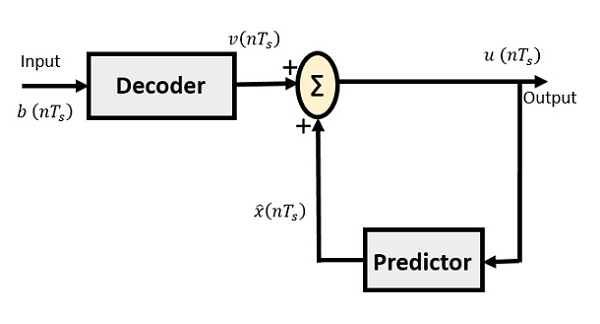 Input
b (nTₛ)
Decoder
v(nTₛ)
+
Σ
+
u (nTₛ)
Output
x̂(nTₛ)
Predictor